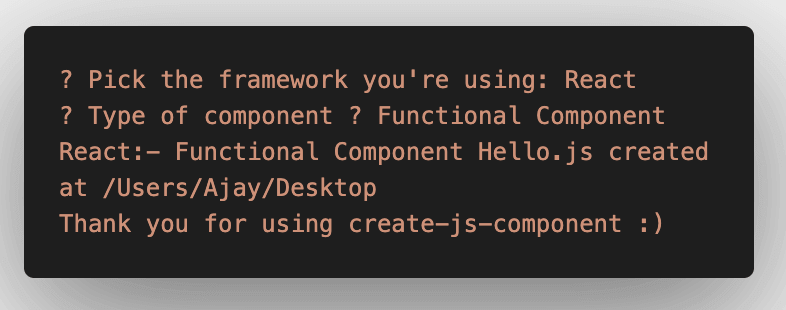 ? Pick the framework you're using: React
? Type of component ? Functional Component
React:– Functional Component Hello.js created
at /Users/Ajay/Desktop
Thank you for using create–js–component :)